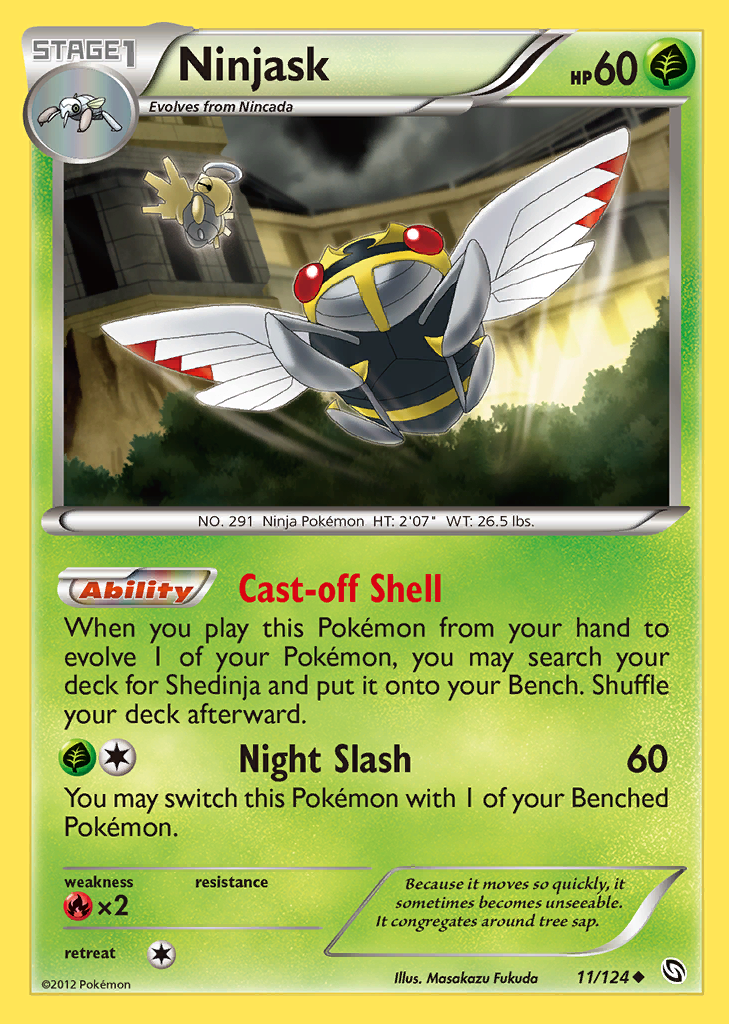 STAGE1
Ninjask
HP60
Evolves from Nincada
NO. 291 Ninja Pokémon HT: 2'07" WT: 26.5 lbs.
Ability Cast-off Shell
When you play this Pokémon from your hand to
evolve 1 of your Pokémon, you may search your
deck for Shedinja and put it onto your Bench. Shuffle
your deck afterward.
Night Slash 60
You may switch this Pokémon with 1 of your Benched
Pokémon.
weakness resistance
×2
retreat
Because it moves so quickly, it
sometimes becomes unseeable.
It congregates around tree sap.
©2012 Pokémon
Illus. Masakazu Fukuda
11/124